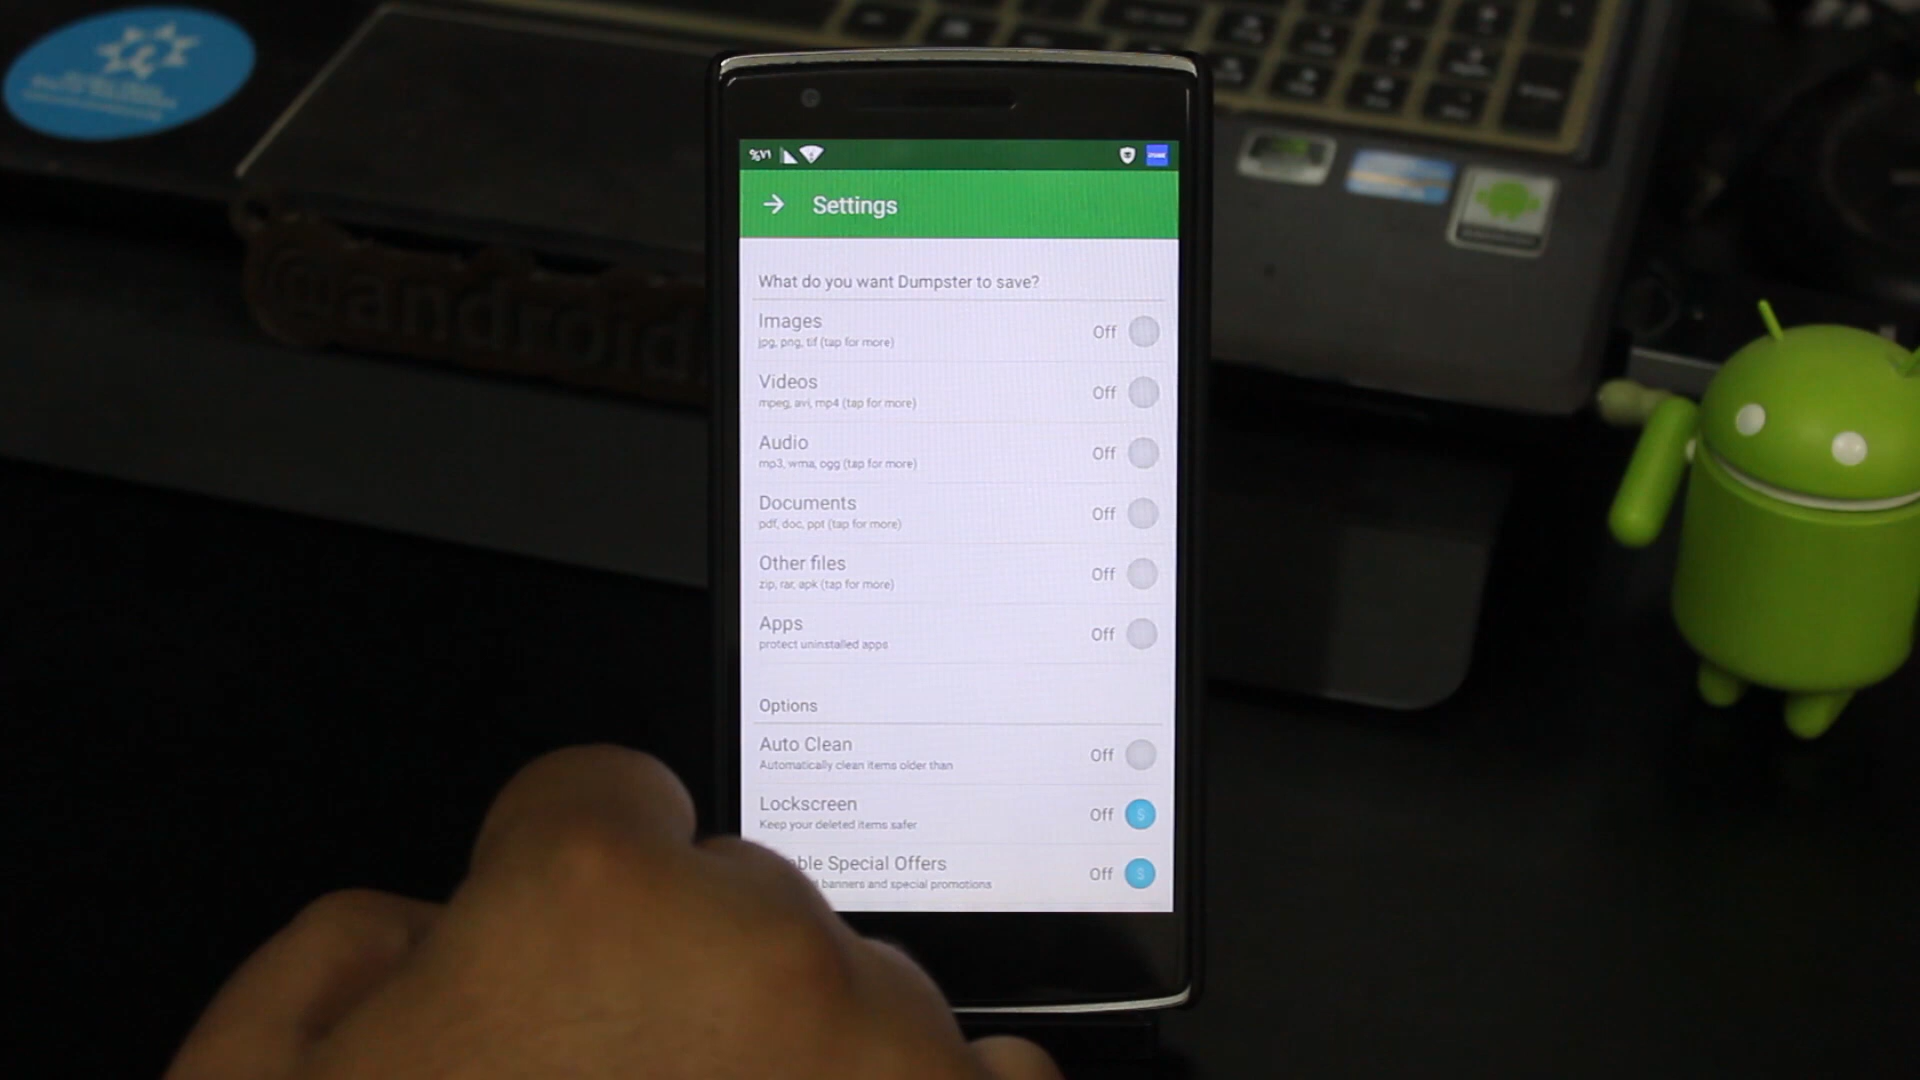 %٧١
Settings
What do you want Dumpster to save?
Images
Off
jpg, png, tif (tap for more)
Videos
Off
mpeg, avi, mp4 (tap for more)
Audio
Off
mp3, wma, ogg (tap for more)
Documents
Off
pdf, doc, ppt (tap for more)
Other files
Off
zip, rar, apk (tap for more)
Apps
Off
protect uninstalled apps
Options
Auto Clean
Off
Automatically clean items older than
Lockscreen
Off
S
Keep your deleted items safer
ble Special Offers
Off
S
banners and special promotions
@android